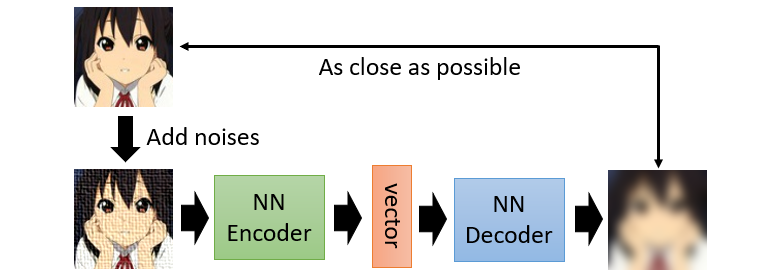 As close as possible
Add noises
NN
Encoder
vector
NN
Decoder